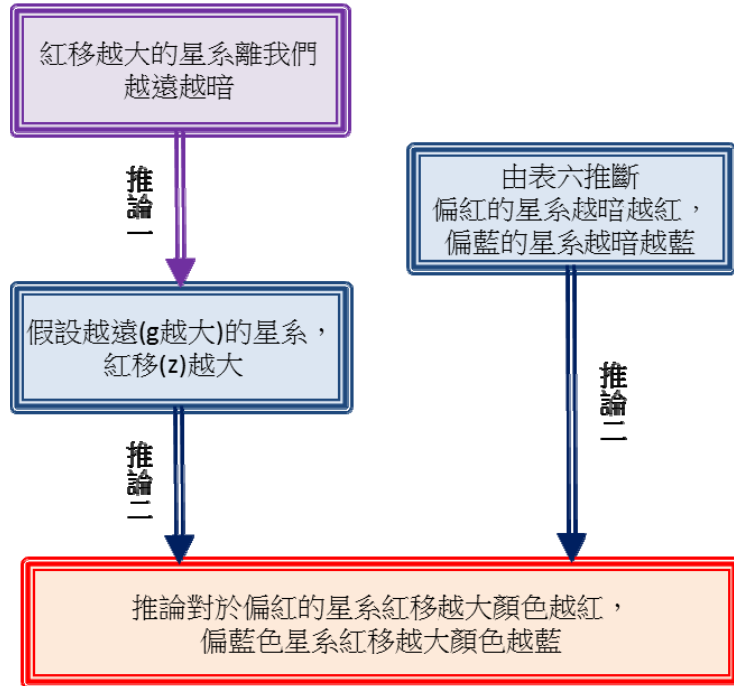 紅移越大的星系離我們
越遠越暗
推論一
由表六推斷
偏紅的星系越暗越紅，
偏藍的星系越暗越藍
假設越遠(g越大)的星系，
紅移(z)越大
推論二
推論二
推論對於偏紅的星系紅移越大顏色越紅，
偏藍色星系紅移越大顏色越藍